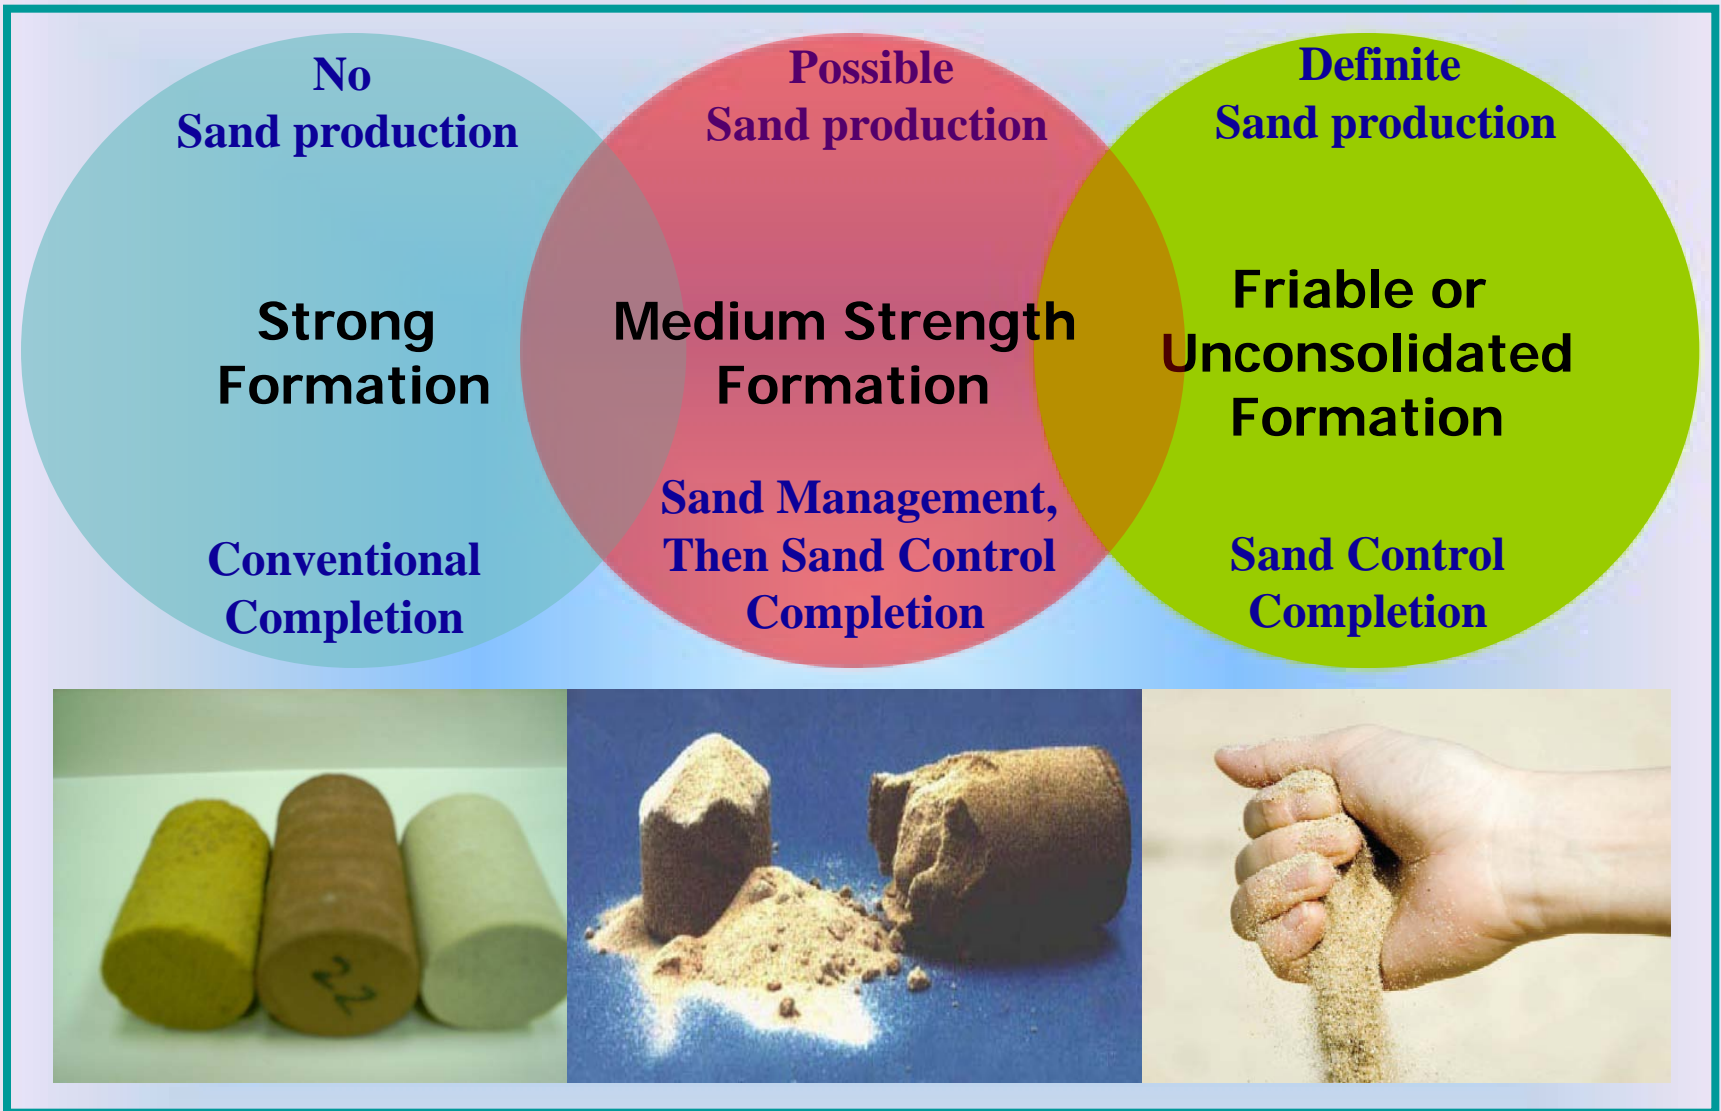 No
Sand production
Strong
Formation
Conventional
Completion
Possible
Sand production
Medium Strength
Formation
Sand Management,
Then Sand Control
Completion
Definite
Sand production
Friable or
Unconsolidated
Formation
Sand Control
Completion
22